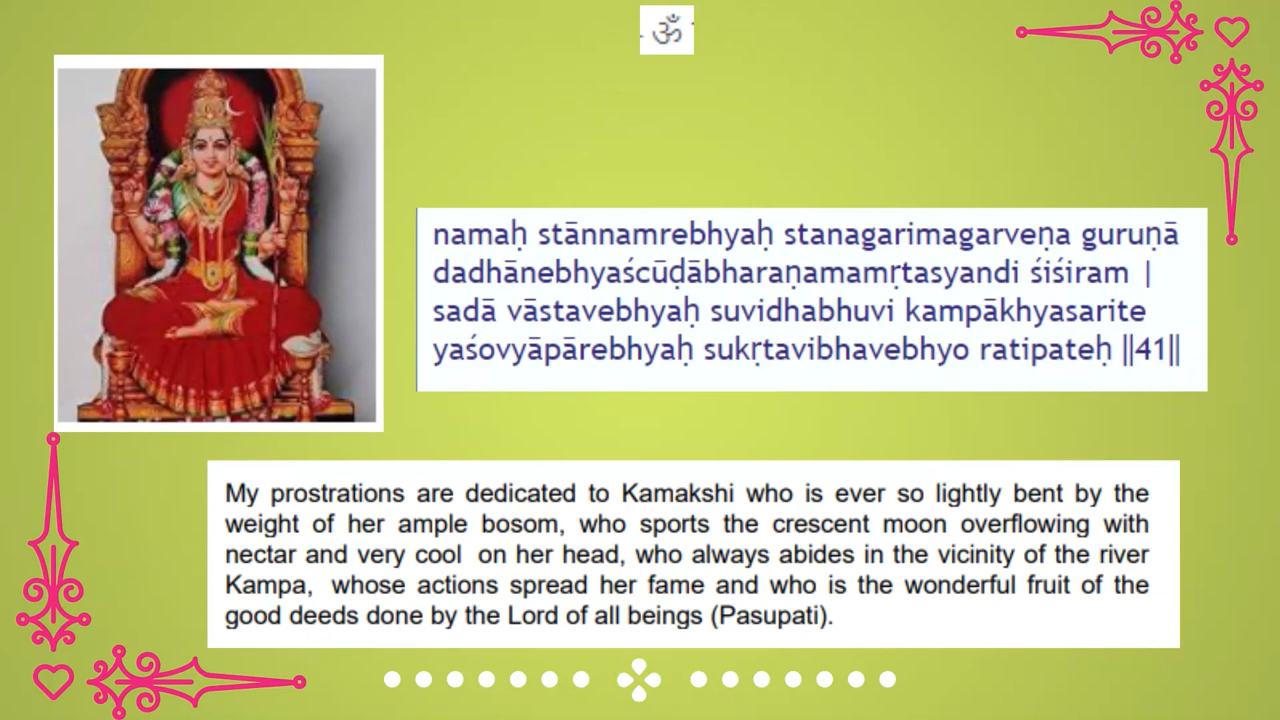 ॐ
namaḥ stānnamrebhyaḥ stanagarimagarveṇa guruṇā
dadhānebhyaścūḍābharaṇamamṛtasyandi śiśiram |
sadā vāstavebhyaḥ suvidhabhuvi kampākhyasarite
yaśovyāpārebhyaḥ sukṛtavibhavebhyo ratipateḥ ||41||
My prostrations are dedicated to Kamakshi who is ever so lightly bent by the
weight of her ample bosom, who sports the crescent moon overflowing with
nectar and very cool on her head, who always abides in the vicinity of the river
Kampa, whose actions spread her fame and who is the wonderful fruit of the
good deeds done by the Lord of all beings (Pasupati).